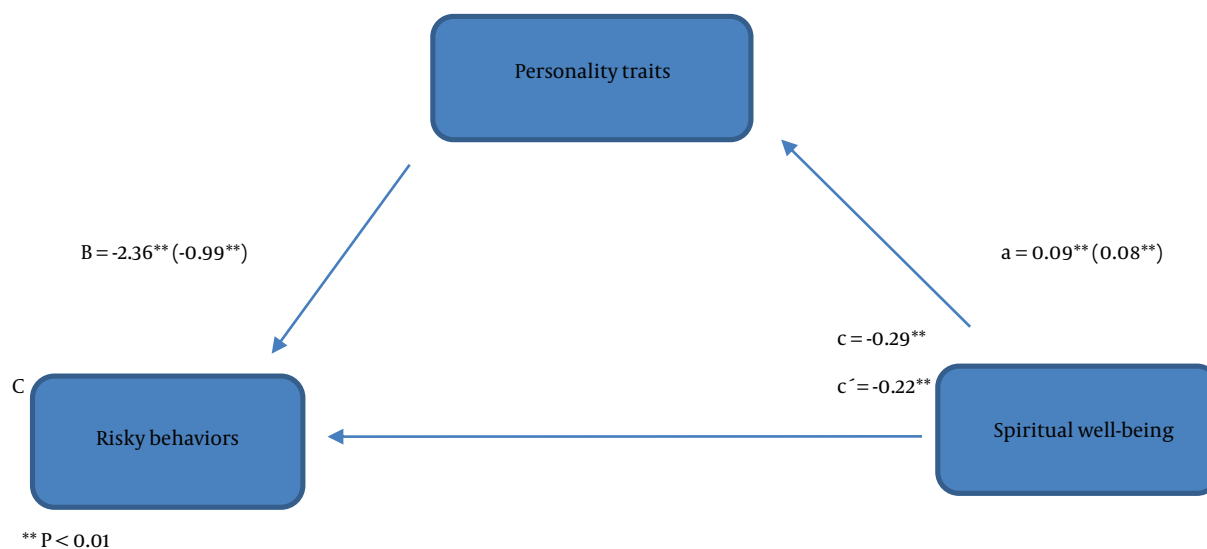 Personality traits
B = -2.36** (-0.99**)
a = 0.09** (0.08**)
c = -0.29**
c´= -0.22**
C
Risky behaviors
Spiritual well-being
** P < 0.01